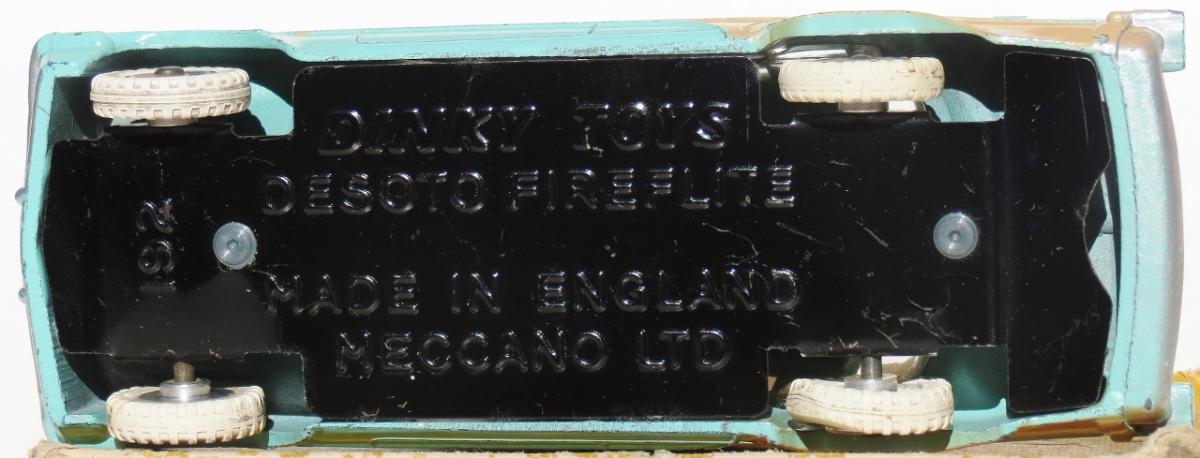 DINKY TOYS
DESOTO FIREFLITE
192
MADE IN ENGLAND
MECCANO LTD